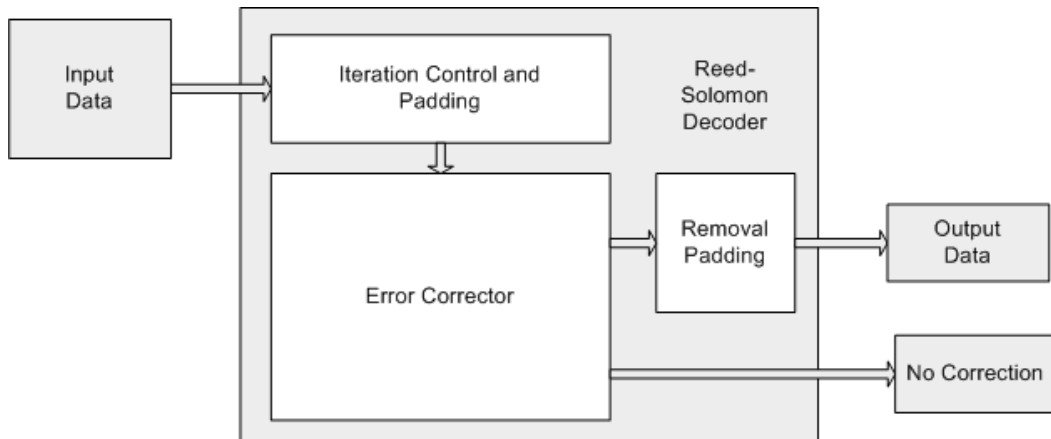 Input
Data
Iteration Control and
Padding
Reed-
Solomon
Decoder
Error Corrector
Removal
Padding
Output
Data
No Correction